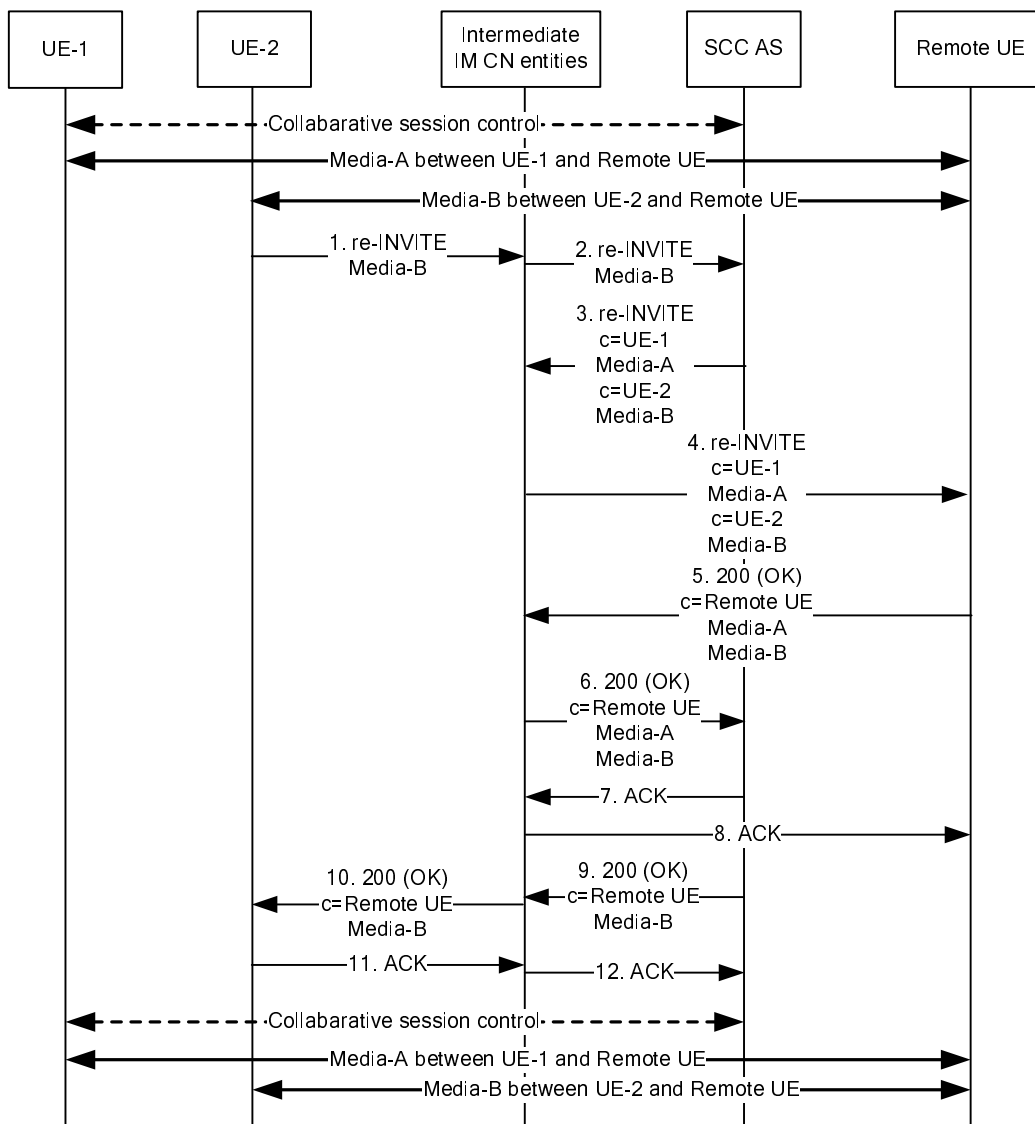 UE-1
UE-2
Intermediate
IM CN entities
SCC AS
Remote UE
Collabarative session control
Media-A between UE-1 and Remote UE
Media-B between UE-2 and Remote UE
1. re-INVITE
Media-B
2. re-INVITE
Media-B
3. re-INVITE
c=UE-1
Media-A
c=UE-2
Media-B
4. re-INVITE
c=UE-1
Media-A
c=UE-2
Media-B
5. 200 (OK)
c=Remote UE
Media-A
Media-B
6. 200 (OK)
c=Remote UE
Media-A
Media-B
7. ACK
8. ACK
9. 200 (OK)
c=Remote UE
Media-B
10. 200 (OK)
c=Remote UE
Media-B
11. ACK
12. ACK
Collabarative session control
Media-A between UE-1 and Remote UE
Media-B between UE-2 and Remote UE